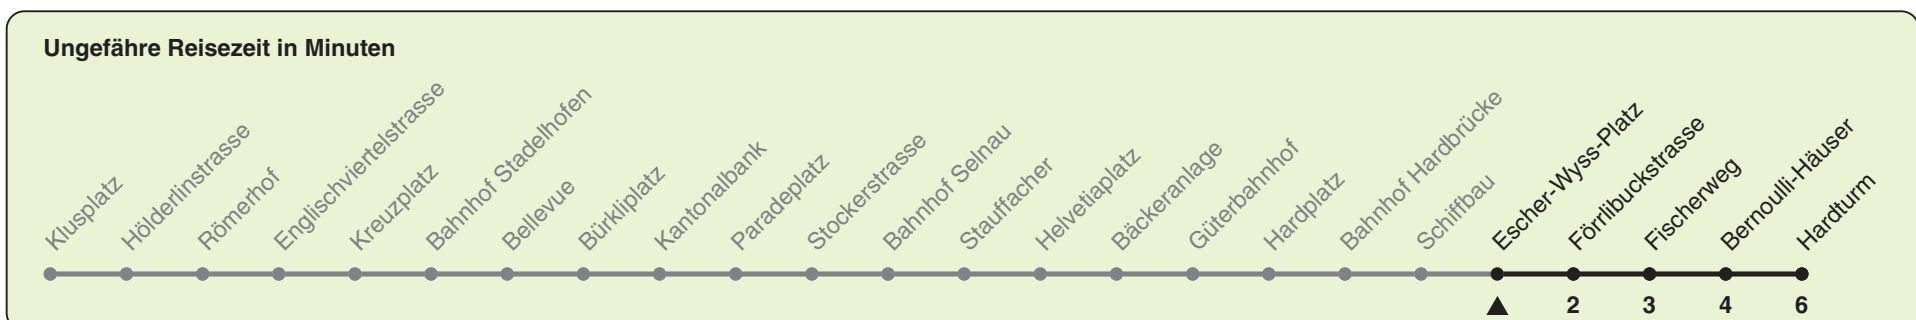 Ungefähre Reisezeit in Minuten
Klusplatz
Hölderlinstrasse
Römerhof
Englischviertelstrasse
Kreuzplatz
Bahnhof Stadelhofen
Bellevue
Bürkliplatz
Kantonalbank
Paradeplatz
Stockerstrasse
Bahnhof Selnau
Stauffacher
Helvetiaplatz
Bäckeranlage
Güterbahnhof
Hardplatz
Bahnhof Hardbrücke
Schiffbau
Escher-Wyss-Platz
Förrlibuckstrasse
Fischerweg
Bernoulli-Häuser
Hardturm
2 3 4 6